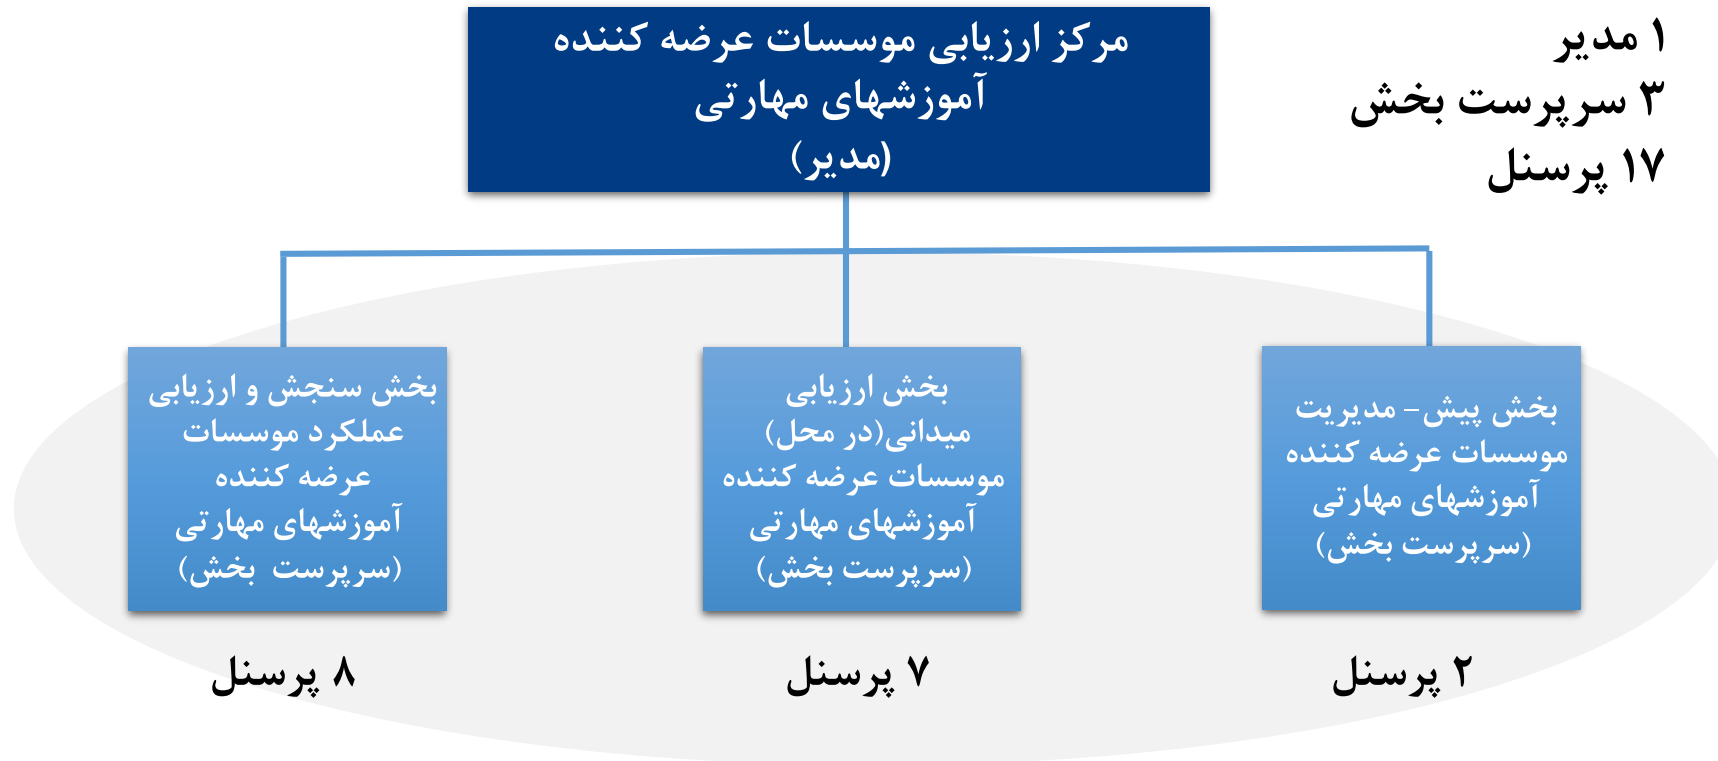 مرکز ارزیابی موسسات عرضه کننده
آموزشهای مهارتی
(مدیر)
۱ مدیر
۳ سرپرست بخش
۱۷ پرسنل
بخش پیش- مدیریت
موسسات عرضه کننده
آموزشهای مهارتی
(سرپرست بخش)
۲ پرسنل
بخش ارزیابی
میدانی(در محل)
موسسات عرضه کننده
آموزشهای مهارتی
(سرپرست بخش)
۷ پرسنل
بخش سنجش و ارزیابی
عملکرد موسسات
عرضه کننده
آموزشهای مهارتی
(سرپرست بخش)
۸ پرسنل